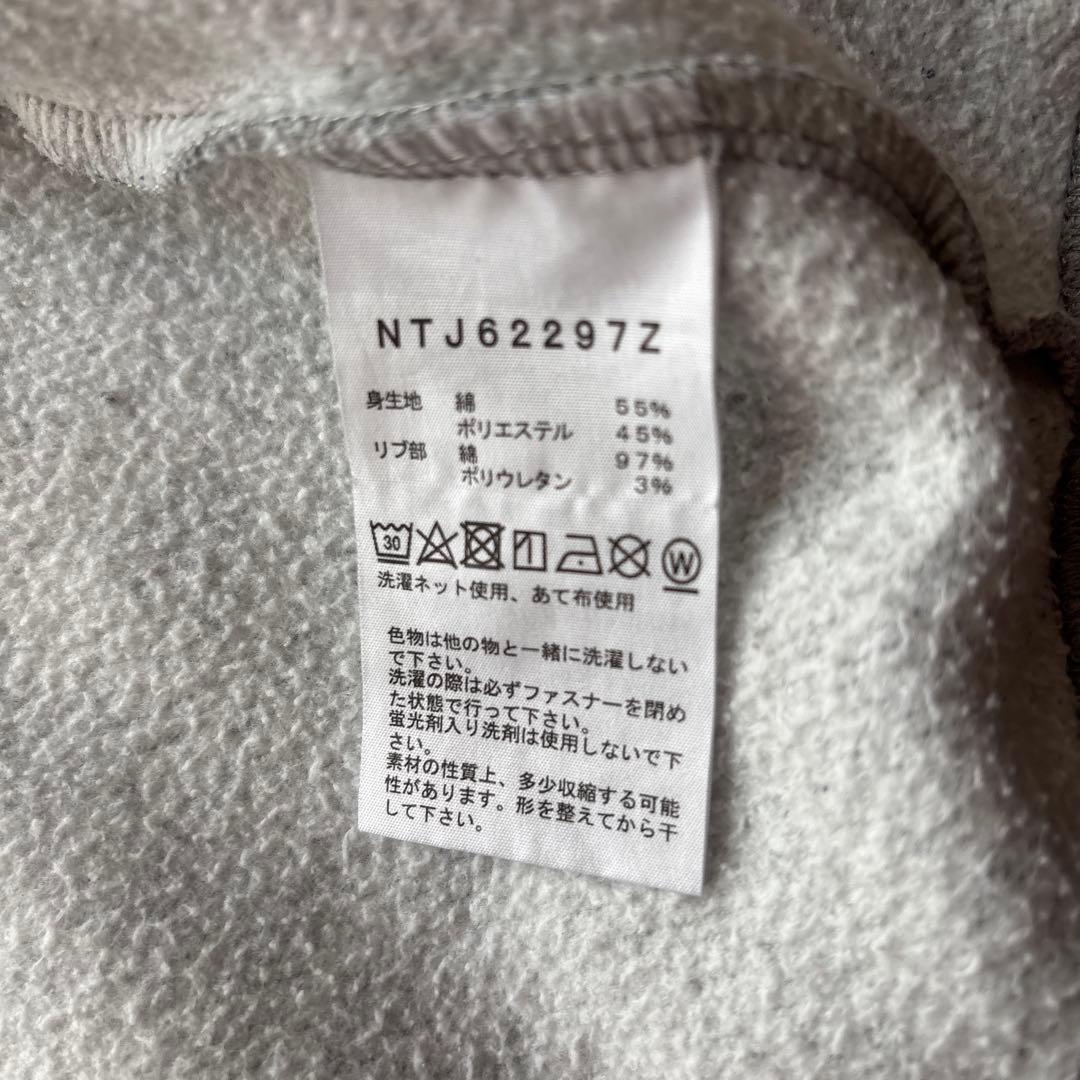 NTJ62297Z
身生地 綿 55%
ポリエステル 45%
リブ部 綿 97%
ポリウレタン 3%
30 W
洗濯ネット使用、あて布使用
色物は他の物と一緒に洗濯しない
で下さい。
洗濯の際は必ずファスナーを閉め
た状態で行って下さい。
蛍光剤入り洗剤は使用しないで下
さい。
素材の性質上、多少収縮する可能
性があります。形を整えてから干
して下さい。